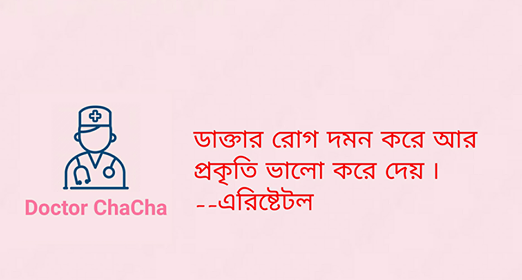 ডাক্তার রোগ দমন করে আর
প্রকৃতি ভালো করে দেয়।
--এরিষ্টেটল
Doctor ChaCha